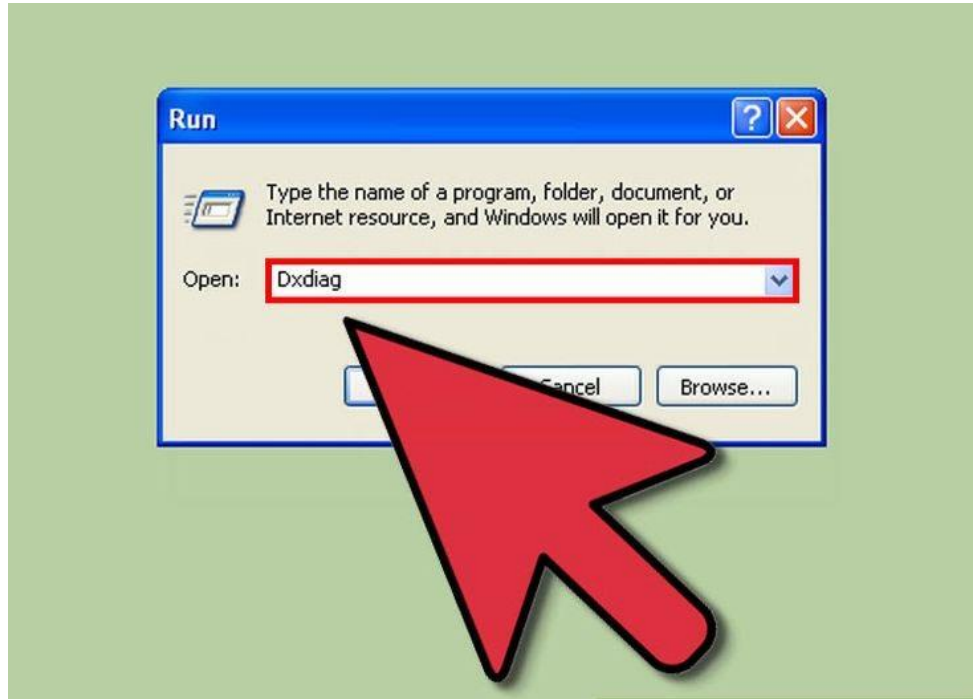 Run
Type the name of a program, folder, document, or
Internet resource, and Windows will open it for you.
Open: Dxdiag
Cancel Browse...